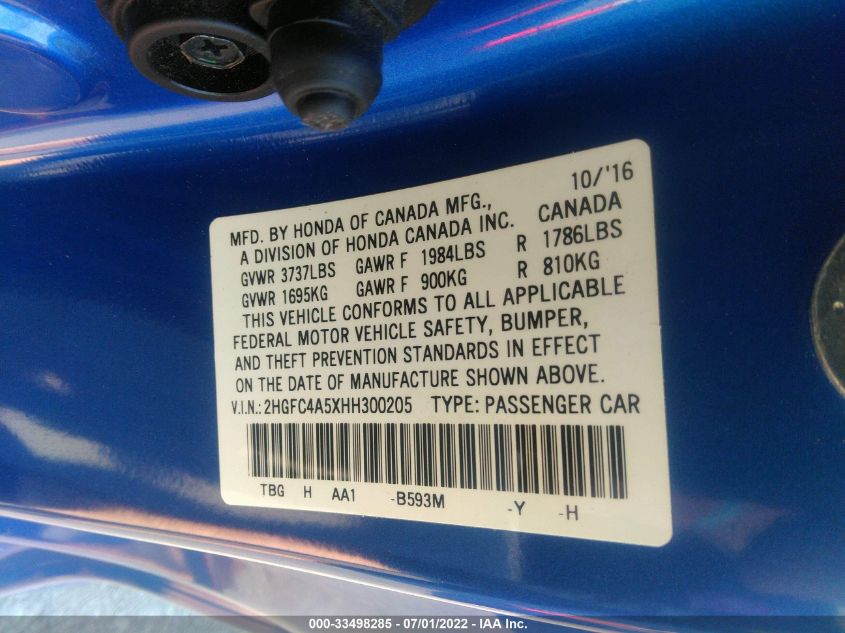 10/'16
MFD. BY HONDA OF CANADA MFG.,
A DIVISION OF HONDA CANADA INC. CANADA
GVWR 3737LBS GAWR F 1984LBS R 1786LBS
GVWR 1695KG GAWR F 900KG R 810KG
THIS VEHICLE CONFORMS TO ALL APPLICABLE
FEDERAL MOTOR VEHICLE SAFETY, BUMPER,
AND THEFT PREVENTION STANDARDS IN EFFECT
ON THE DATE OF MANUFACTURE SHOWN ABOVE.
V.I.N.: 2HGFC4A5XHH300205 TYPE: PASSENGER CAR
TBG H AA1 -B593M -Y -H
000-33498285 - 07/01/2022 - IAA Inc.